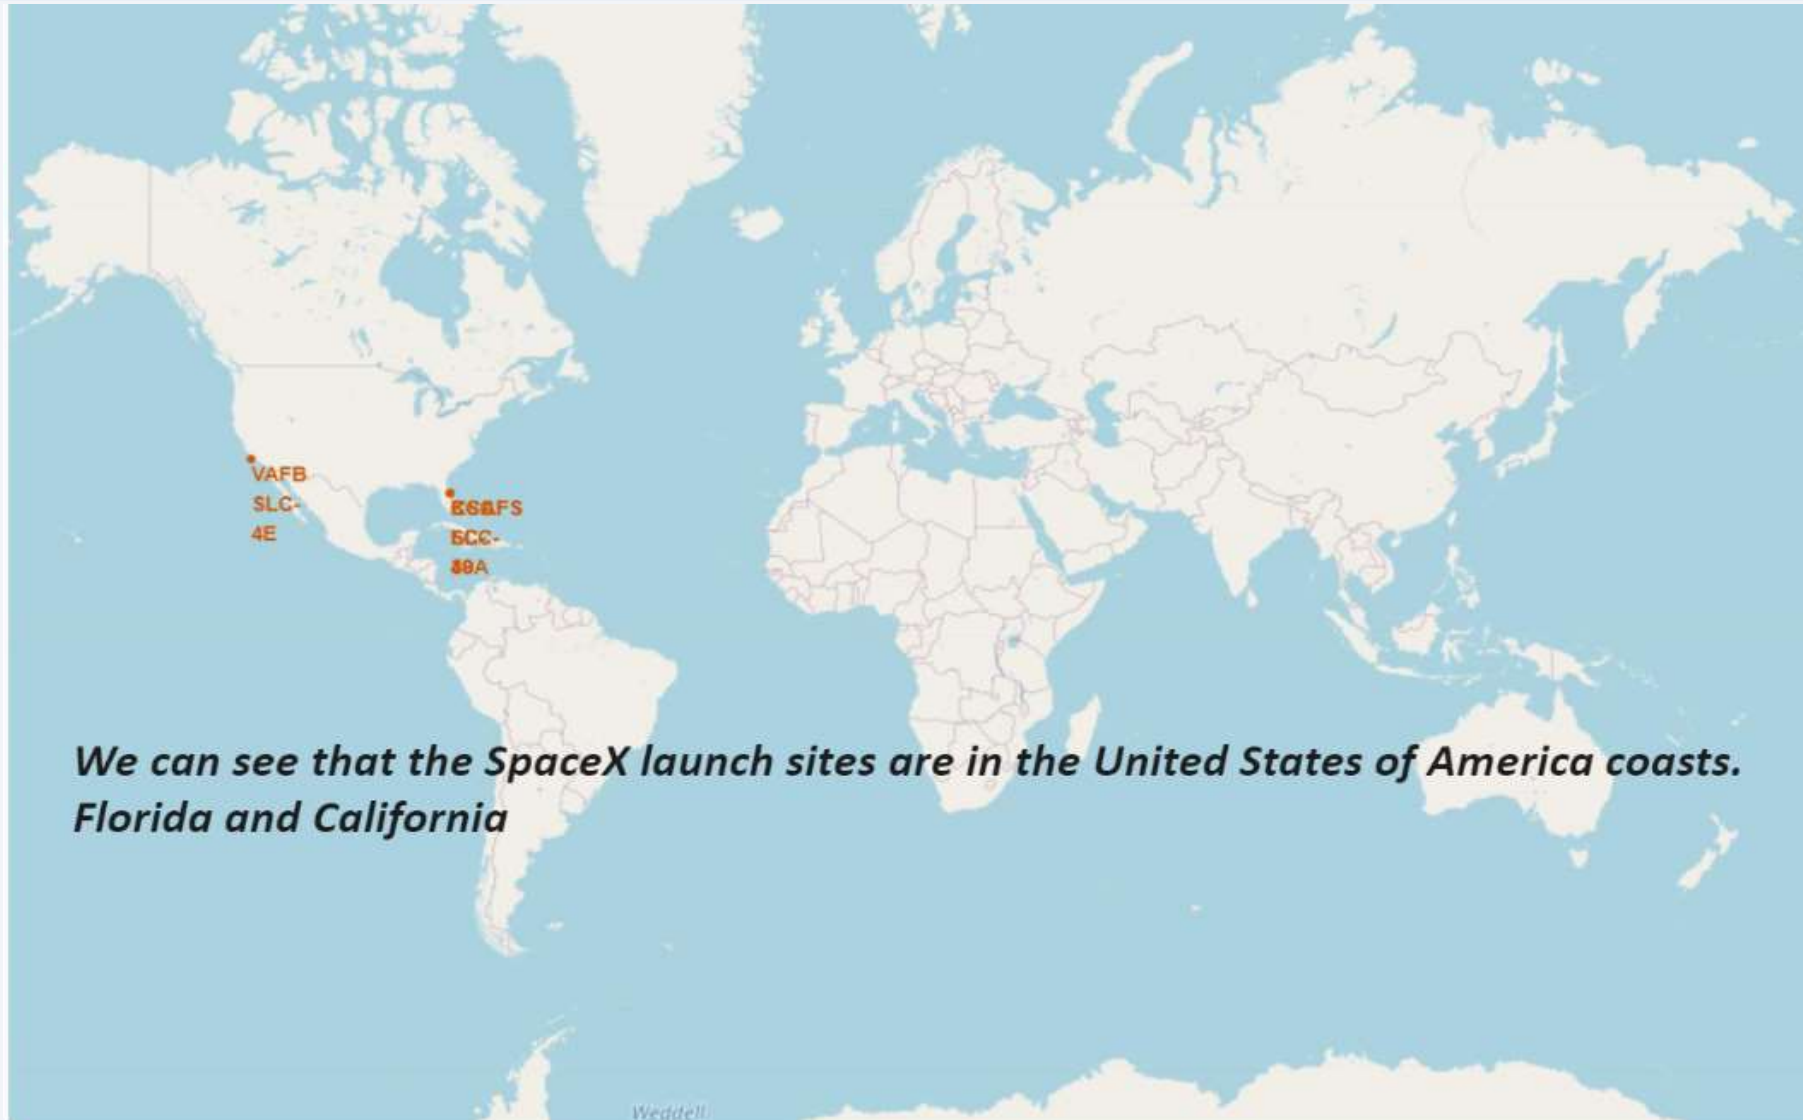 VAFB
SLC-
4E
We can see that the SpaceX launch sites are in the United States of America coasts.
Florida and California
Weddell